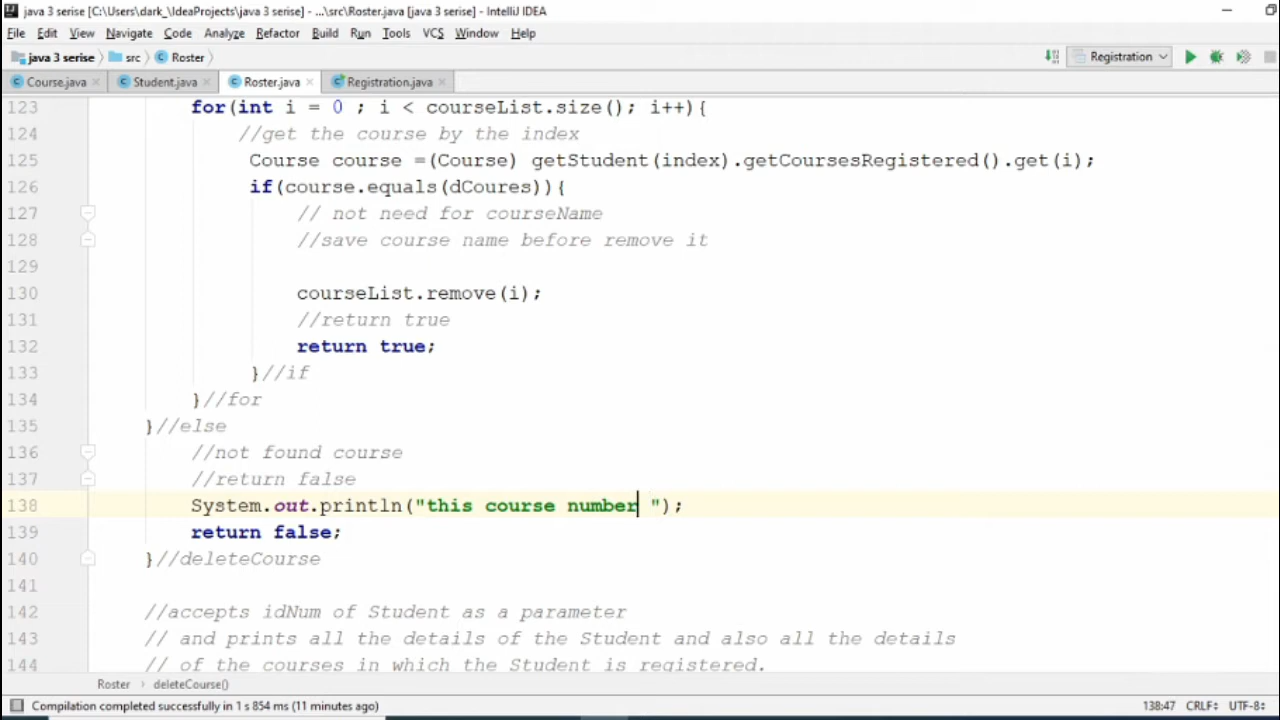 java 3 serise [C:\Users\dark_\IdeaProjects\java 3 serise] - ...\src\Roster.java [java 3 serise] - IntelliJ IDEA
File Edit View Navigate Code Analyze Refactor Build Run Tools VCS Window Help
java 3 serise src Roster Registration
Course.java Student.java Roster.java Registration.java
123 for(int i = 0 ; i < courseList.size(); i++){
124 //get the course by the index
125 Course course =(Course) getStudent(index).getCoursesRegistered().get(i);
126 if(course.equals(dCoures)){
127 // not need for courseName
128 //save course name before remove it
129
130 courseList.remove(i);
131 //return true
132 return true;
133 }//if
134 }//for
135 }//else
136 //not found course
137 //return false
138 System.out.println("this course number ");
139 return false;
140 }//deleteCourse
141
142 //accepts idNum of Student as a parameter
143 // and prints all the details of the Student and also all the details
144 // of the courses in which the Student is registered.
Roster deleteCourse()
Compilation completed successfully in 1 s 854 ms (11 minutes ago) 138:47 CRLF UTF-8